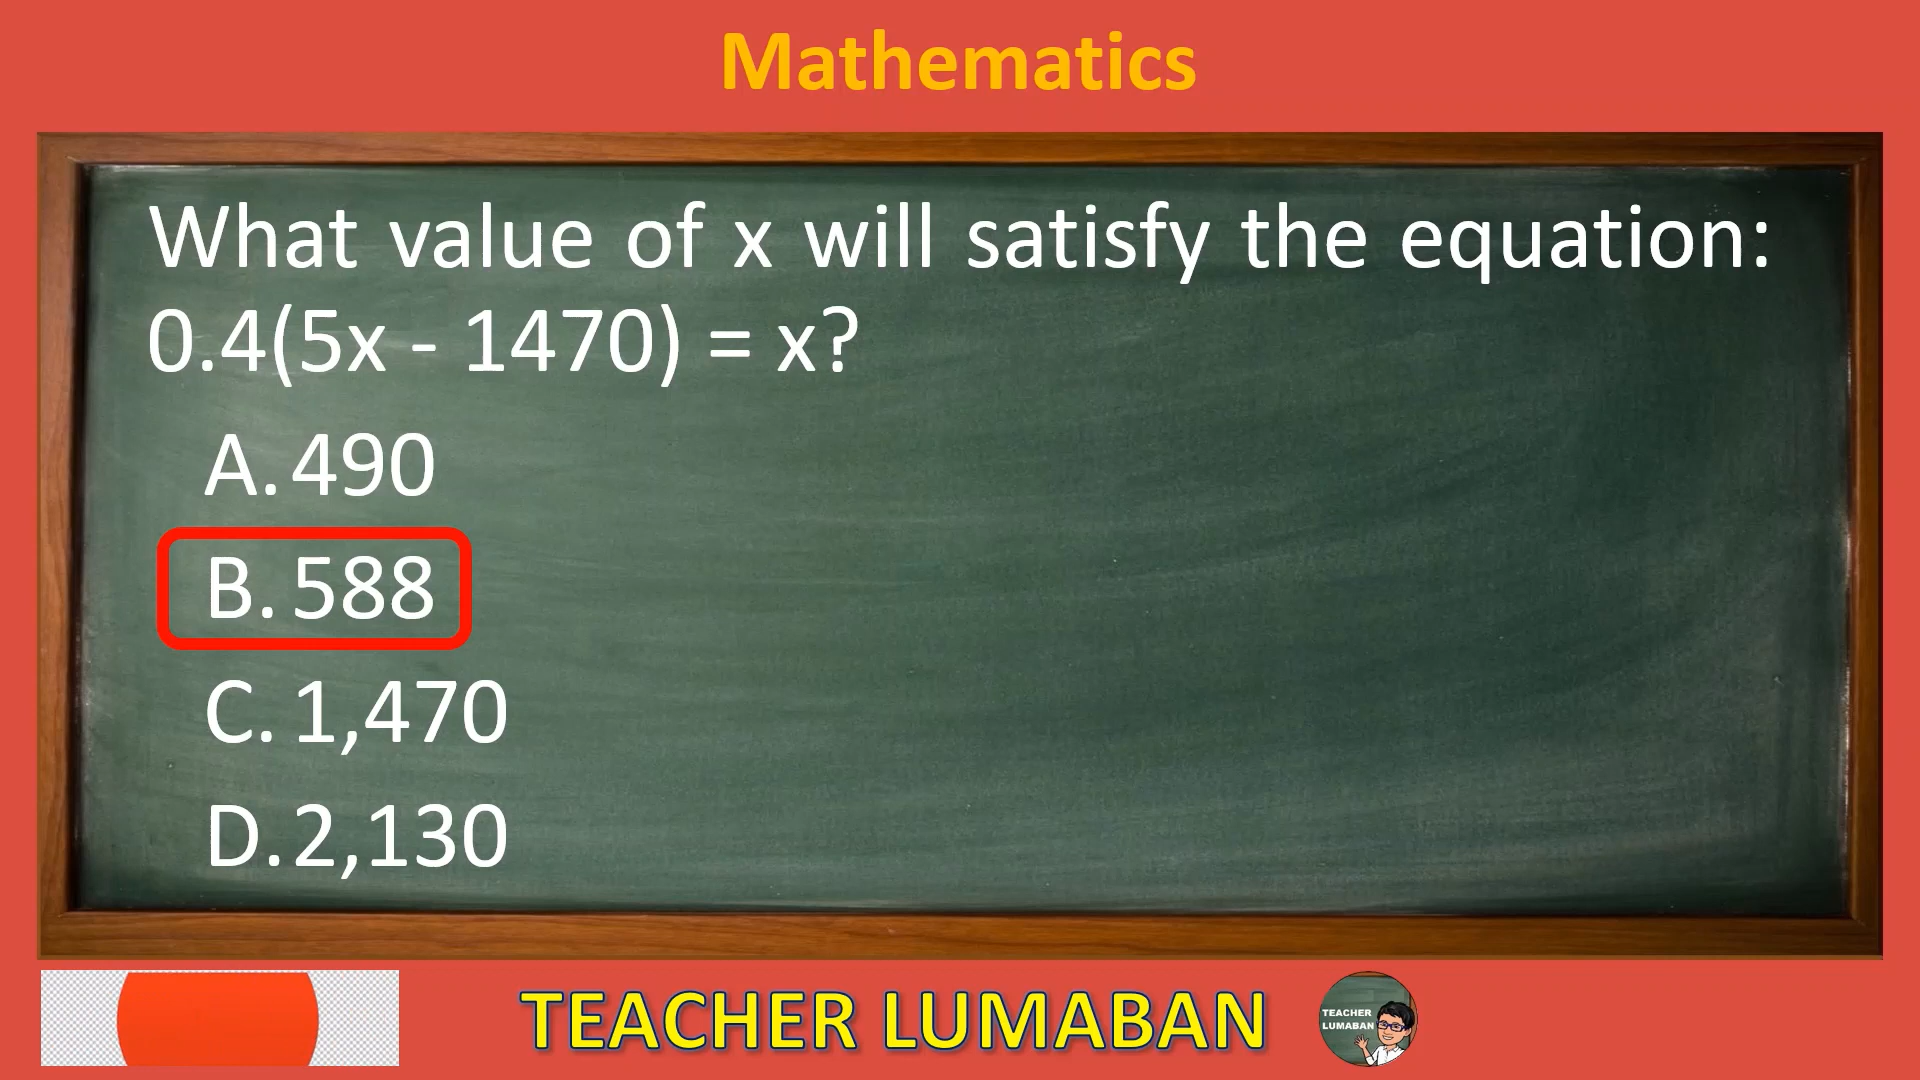 Mathematics
What value of x will satisfy the equation:
0.4(5x - 1470) = x?
A. 490
B. 588
C. 1,470
D. 2,130
TEACHER LUMABAN
TEACHER
LUMABAN